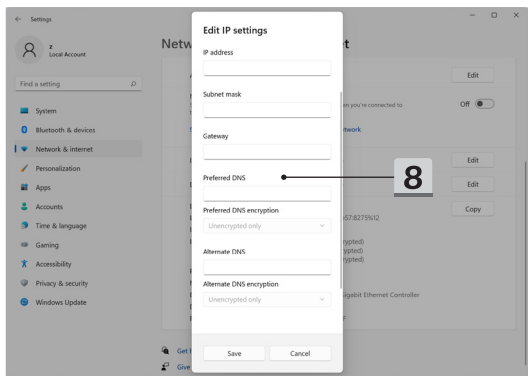 Settings
z
Local Account
Find a setting
System
Bluetooth & devices
Network & internet
Personalization
Apps
Accounts
Time & language
Gaming
Accessibility
Privacy & security
Windows Update
Netw
Edit IP settings
IP address
Subnet mask
Gateway
Preferred DNS
Preferred DNS encryption
Unencrypted only
Alternate DNS
Alternate DNS encryption
Unencrypted only
Save
Cancel
8
Edit
en you're connected to
Off
twork
Edit
Edit
Copy
e57:8275%12
rypted)
rypted)
rypted)
Gigabit Ethernet Controller
Get
Give